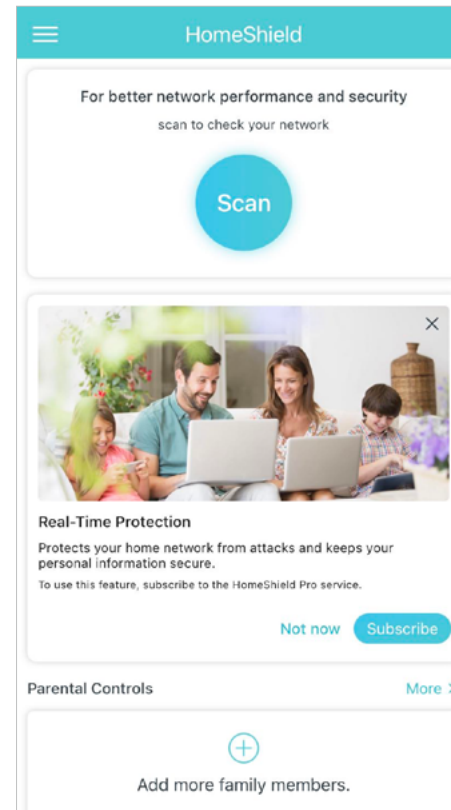 HomeShield
For better network performance and security
scan to check your network
Scan
Real-Time Protection
Protects your home network from attacks and keeps your
personal information secure.
To use this feature, subscribe to the HomeShield Pro service.
Not now Subscribe
Parental Controls More
Add more family members.